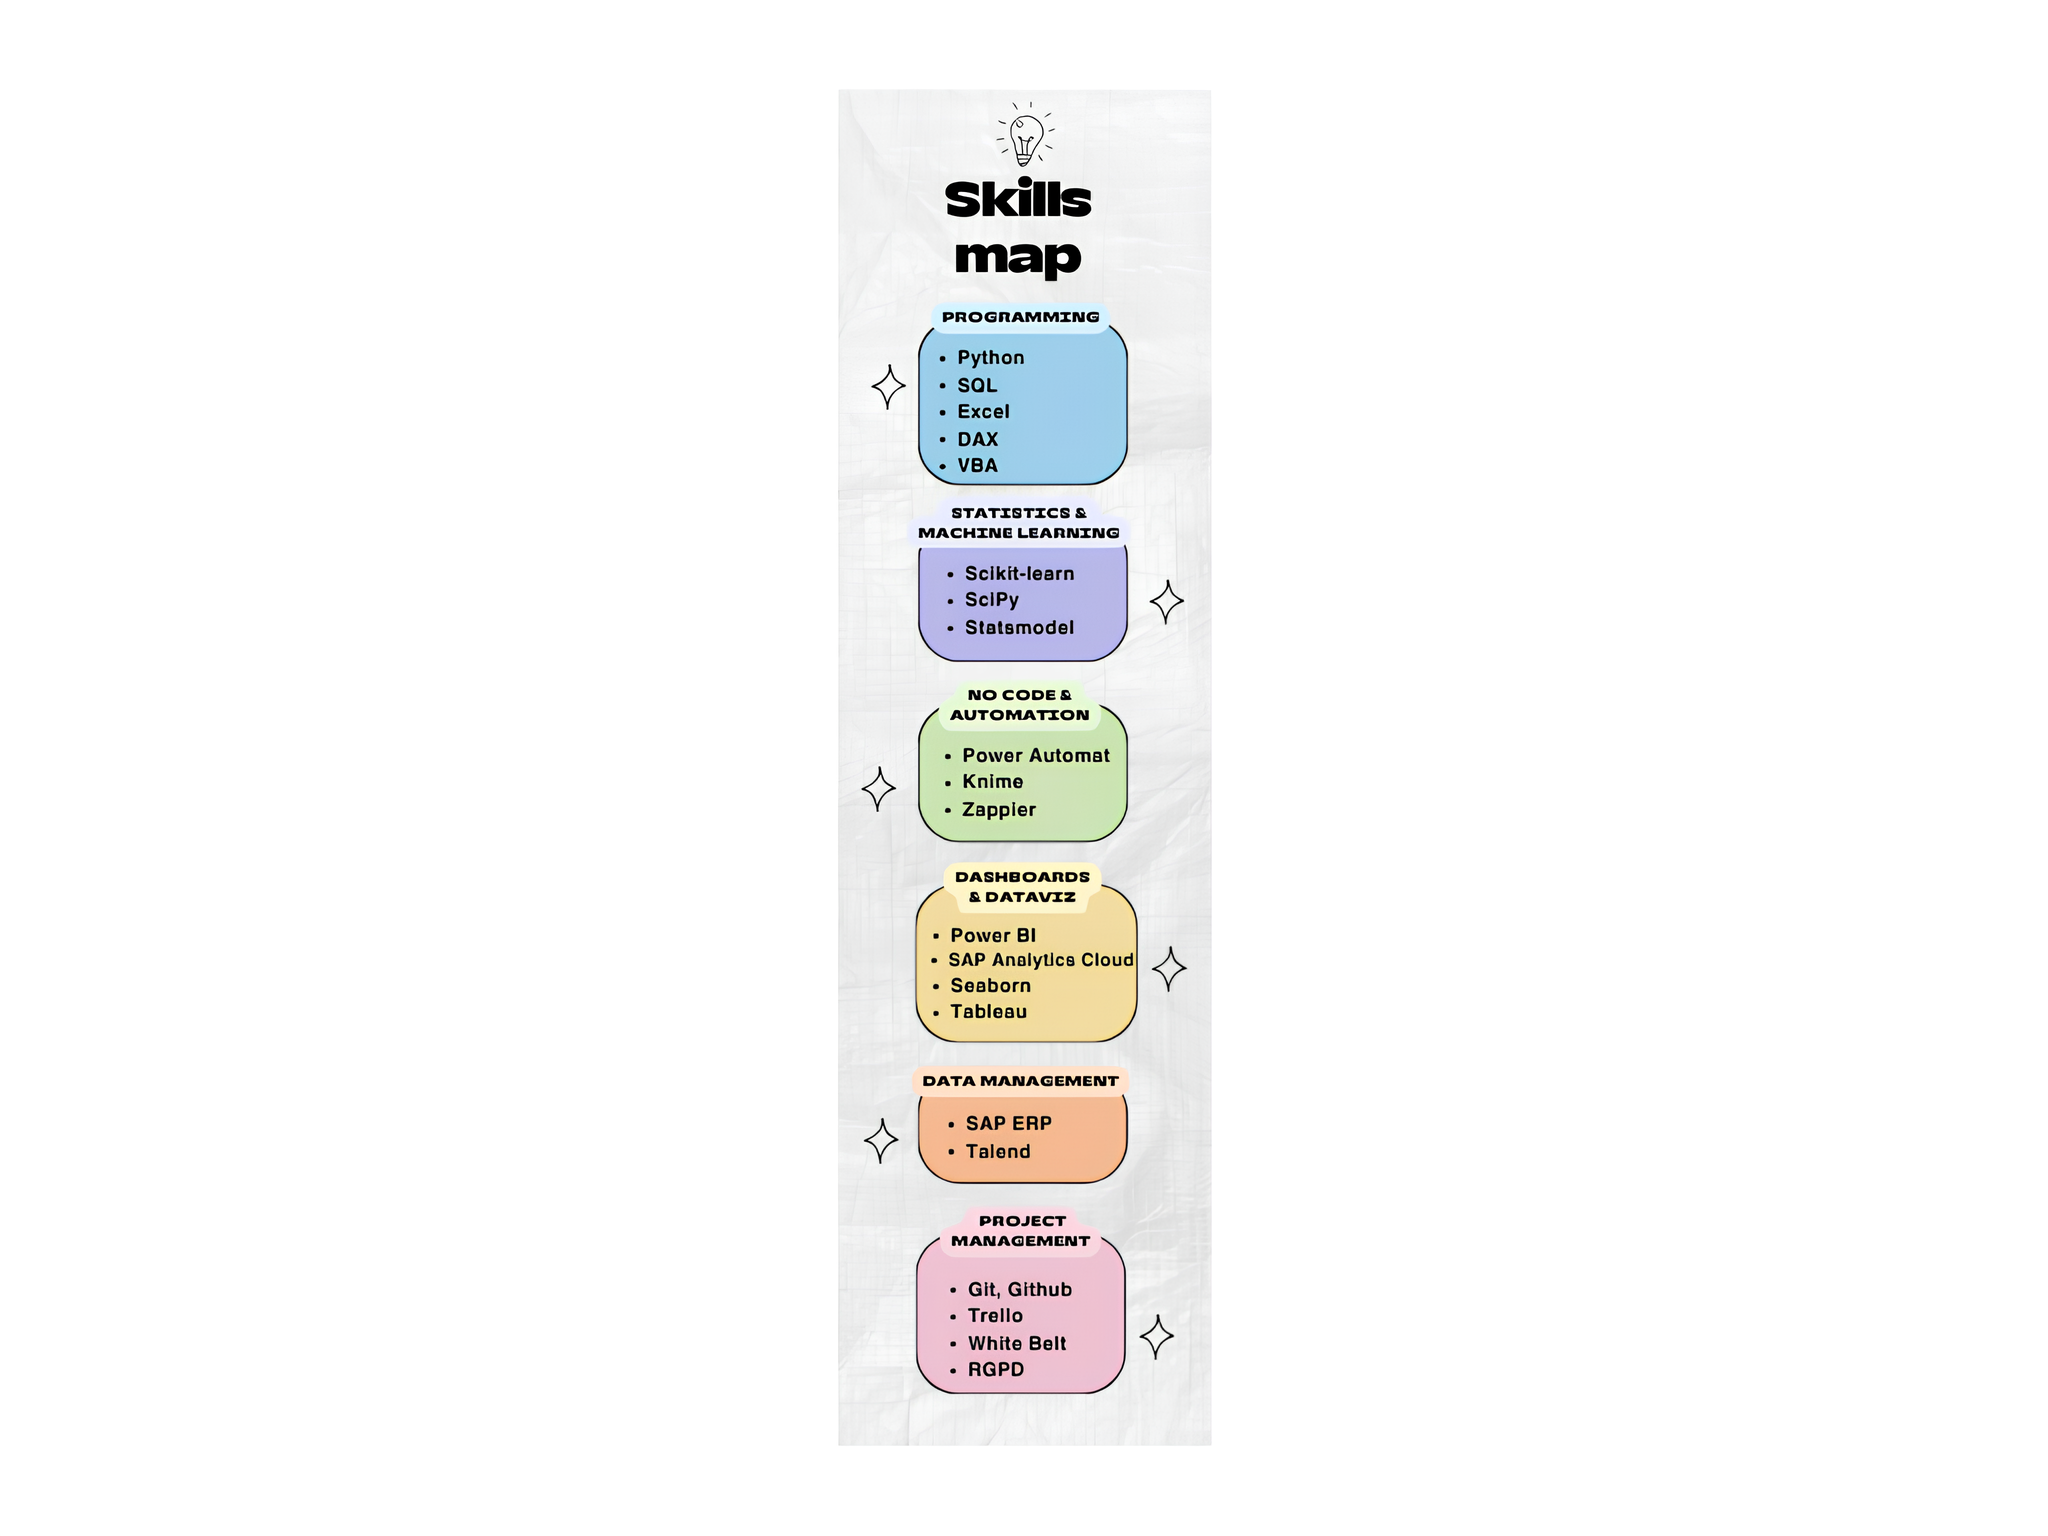 Skills
map
PROGRAMMING
• Python
• SQL
• Excel
• DAX
• VBA
STATISTICS &
MACHINE LEARNING
• Scikit-learn
• SciPy
• Statsmodel
NO CODE &
AUTOMATION
• Power Automat
• Knime
• Zappier
DASHBOARDS
& DATAVIZ
• Power BI
• SAP Analytics Cloud
• Seaborn
• Tableau
DATA MANAGEMENT
• SAP ERP
• Talend
PROJECT
MANAGEMENT
• Git, Github
• Trello
• White Belt
• RGPD